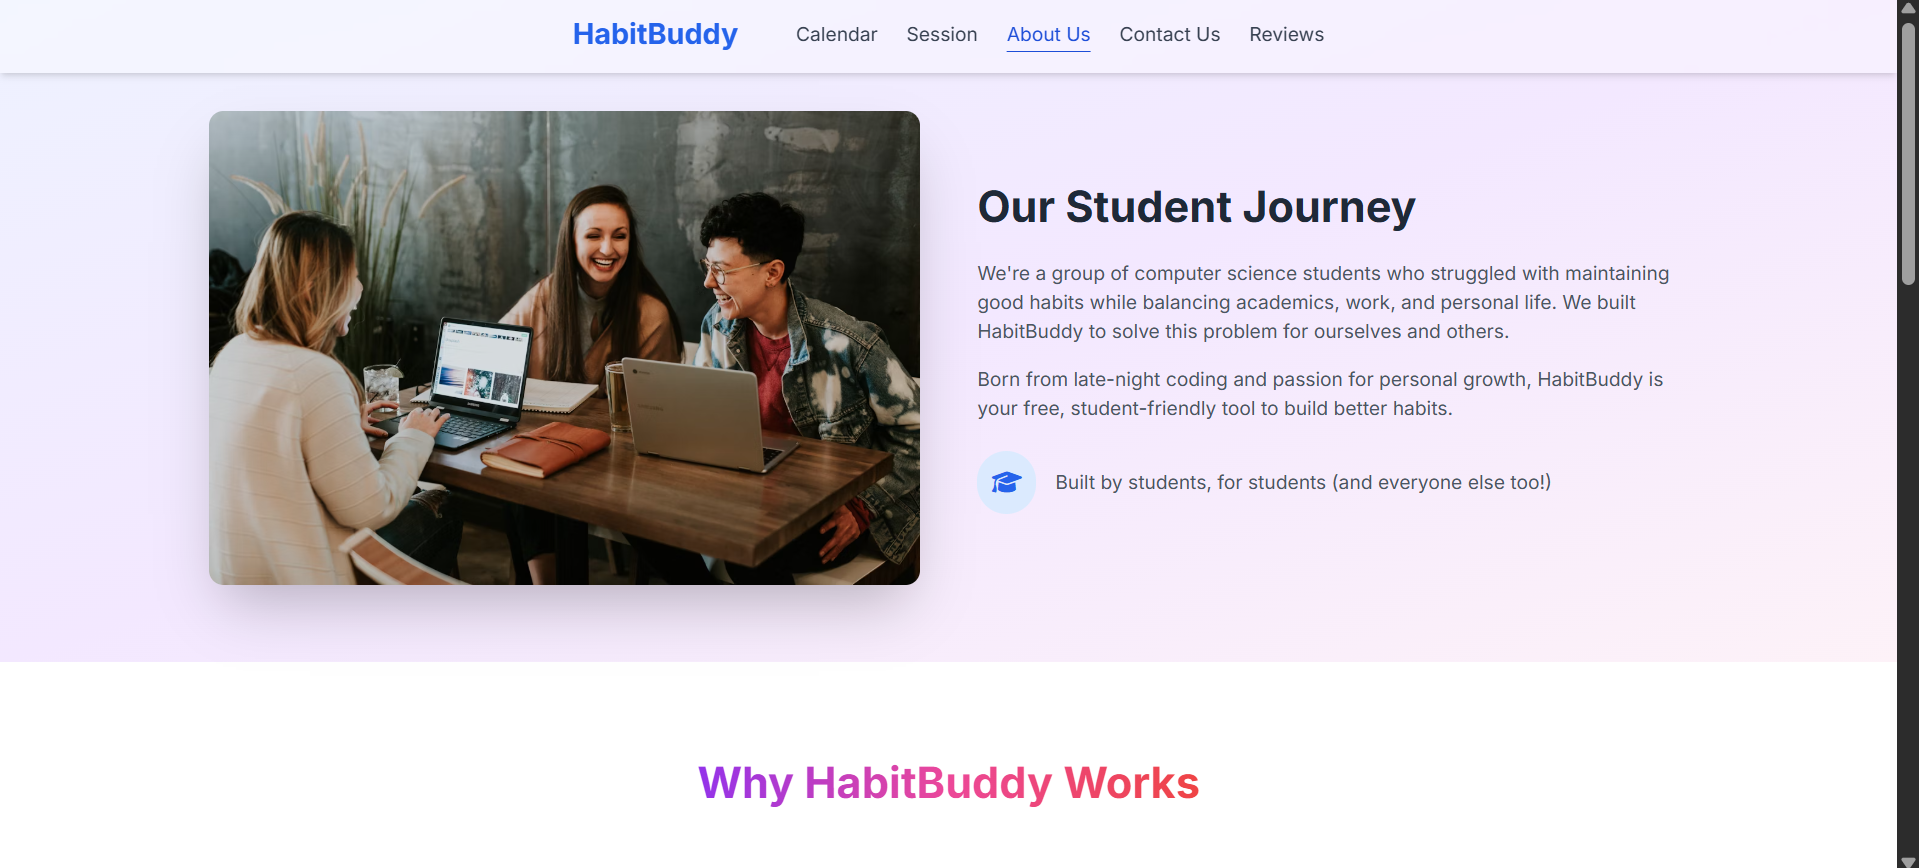 HabitBuddy
Calendar
Session
About Us
Contact Us
Reviews
Our Student Journey
We're a group of computer science students who struggled with maintaining
good habits while balancing academics, work, and personal life. We built
HabitBuddy to solve this problem for ourselves and others.
Born from late-night coding and passion for personal growth, HabitBuddy is
your free, student-friendly tool to build better habits.
Built by students, for students (and everyone else too!)
Why HabitBuddy Works